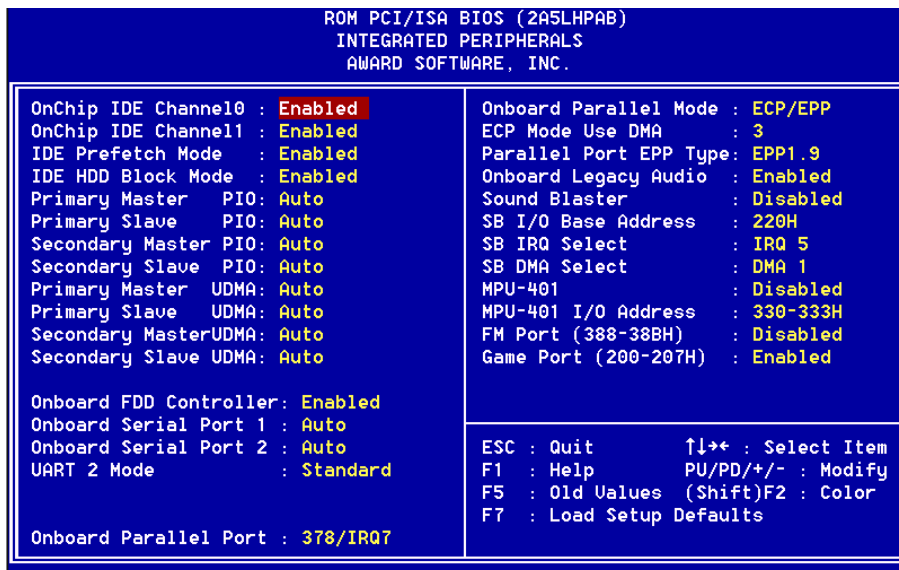 ROM PCI/ISA BIOS (2A5LHPAB)
INTEGRATED PERIPHERALS
AWARD SOFTWARE, INC.
OnChip IDE Channel0 : Enabled
OnChip IDE Channel1 : Enabled
IDE Prefetch Mode : Enabled
IDE HDD Block Mode : Enabled
Primary Master PIO: Auto
Primary Slave PIO: Auto
Secondary Master PIO: Auto
Secondary Slave PIO: Auto
Primary Master UDMA: Auto
Primary Slave UDMA: Auto
Secondary MasterUDMA: Auto
Secondary Slave UDMA: Auto
Onboard FDD Controller: Enabled
Onboard Serial Port 1 : Auto
Onboard Serial Port 2 : Auto
UART 2 Mode : Standard
Onboard Parallel Port : 378/IRQ7
Onboard Parallel Mode : ECP/EPP
ECP Mode Use DMA : 3
Parallel Port EPP Type: EPP1.9
Onboard Legacy Audio : Enabled
Sound Blaster : Disabled
SB I/O Base Address : 220H
SB IRQ Select : IRQ 5
SB DMA Select : DMA 1
MPU-401 : Disabled
MPU-401 I/O Address : 330-333H
FM Port (388-38BH) : Disabled
Game Port (200-207H) : Enabled
ESC : Quit ↑↓→← : Select Item
F1 : Help PU/PD/+/- : Modify
F5 : Old Values (Shift)F2 : Color
F7 : Load Setup Defaults